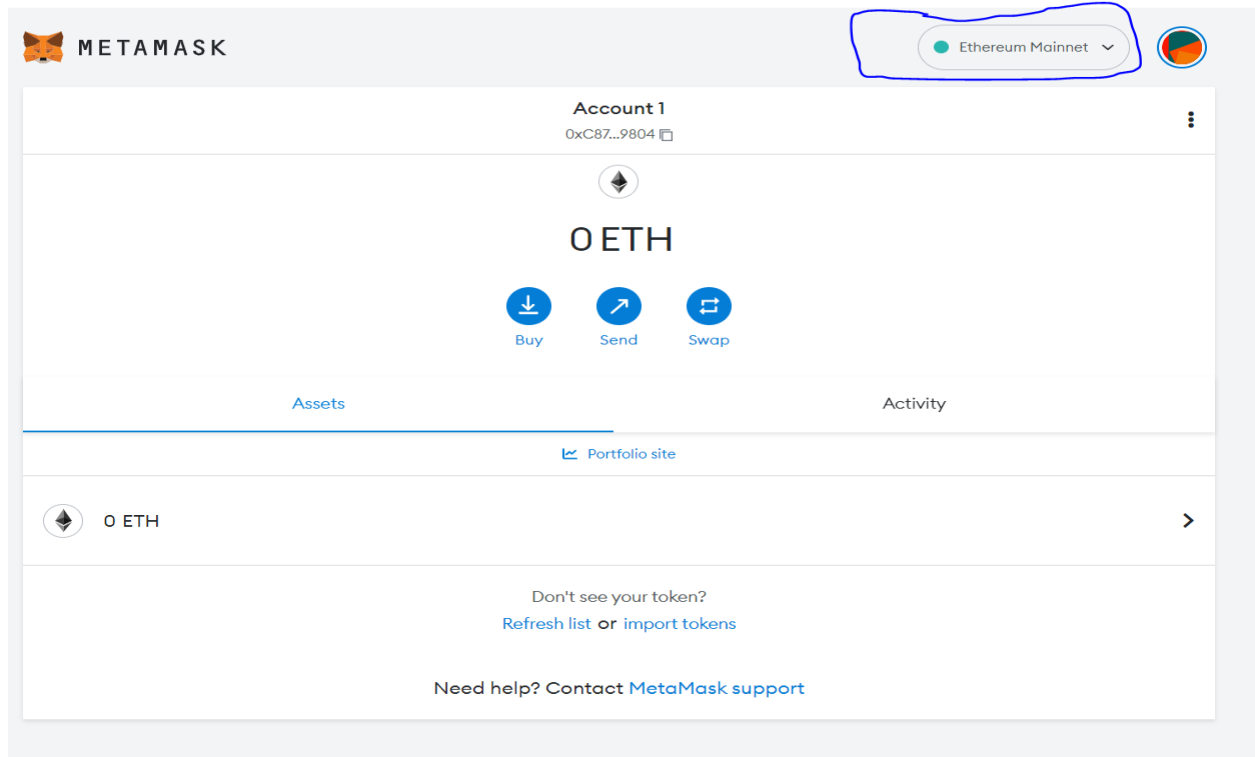 METAMASK
Ethereum Mainnet
Account 1
0xC87...9804
0 ETH
Buy Send Swap
Assets Activity
Portfolio site
0 ETH
Don't see your token?
Refresh list or import tokens
Need help? Contact MetaMask support